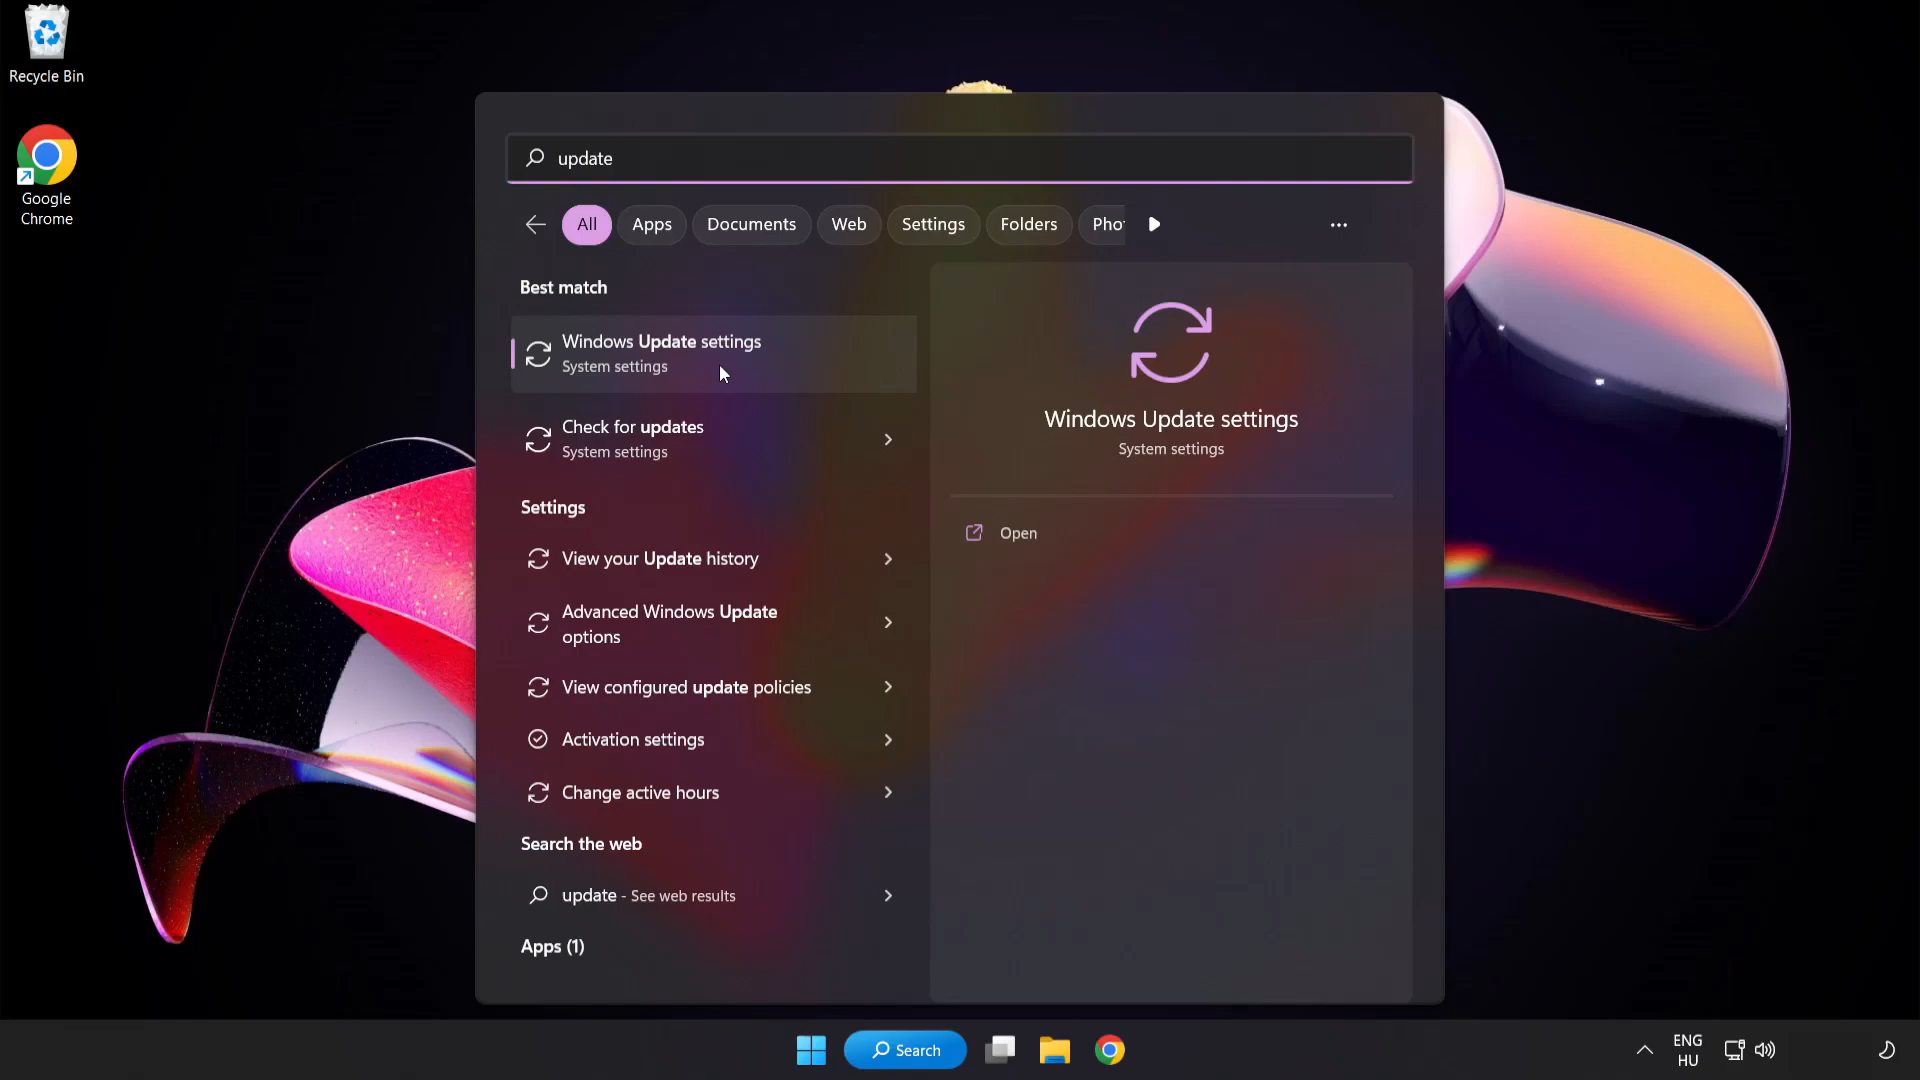 Recycle Bin
Google
Chrome
update
All
Apps
Documents
Web
Settings
Folders
Pho
Best match
Windows Update settings
System settings
Check for updates
System settings
Settings
View your Update history
Advanced Windows Update
options
View configured update policies
Activation settings
Change active hours
Search the web
update - See web results
Apps (1)
Windows Update settings
System settings
Open
Search
ENG
HU